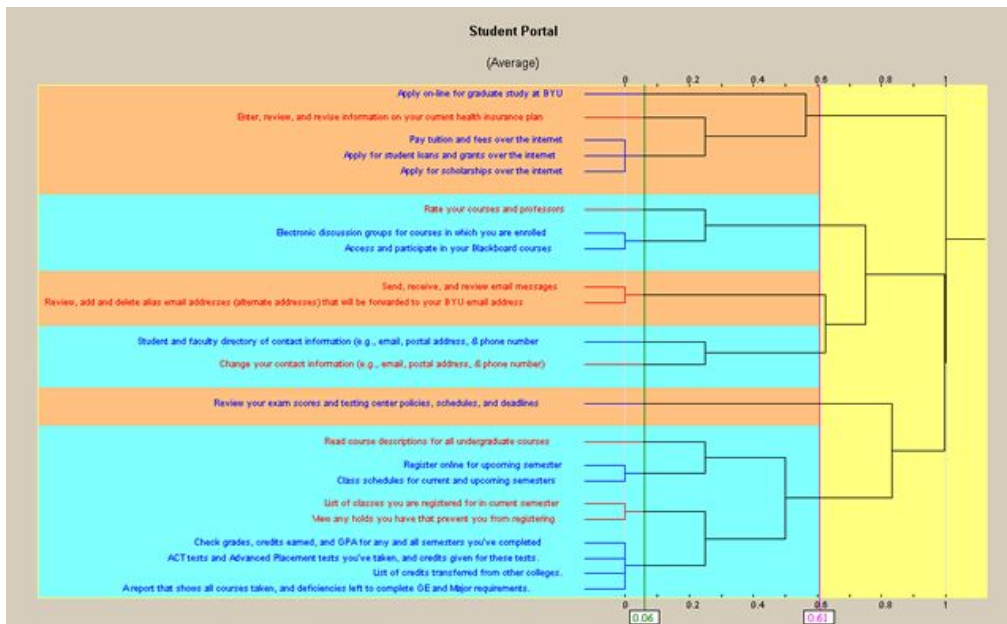 Student Portal
(Average)
0 0.2 0.4 0.6 0.8 1
Apply on-line for graduate study at BYU
Enter, review, and revise information on your current health insurance plan
Pay tuition and fees over the internet
Apply for student loans and grants over the internet
Apply for scholarships over the internet
Rate your courses and professors
Electronic discussion groups for courses in which you are enrolled
Access and participate in your Blackboard courses
Send, receive, and review email messages
Review, add and delete alias email addresses (alternate addresses) that will be forwarded to your BYU email address
Student and faculty directory of contact information (e.g., email, postal address, & phone number
Change your contact information (e.g., email, postal address, & phone number)
Review your exam scores and testing center policies, schedules, and deadlines
Read course descriptions for all undergraduate courses
Register online for upcoming semester
Class schedules for current and upcoming semesters
List of classes you are registered for in current semester
View any holds you have that prevent you from registering
Check grades, credits earned, and GPA for any and all semesters you've completed
ACT tests and Advanced Placement tests you've taken, and credits given for these tests.
List of credits transferred from other colleges.
A report that shows all courses taken, and deficiencies left to complete GE and Major requirements.
0 0.2 0.4 0.6 0.8 1
0.06 0.61